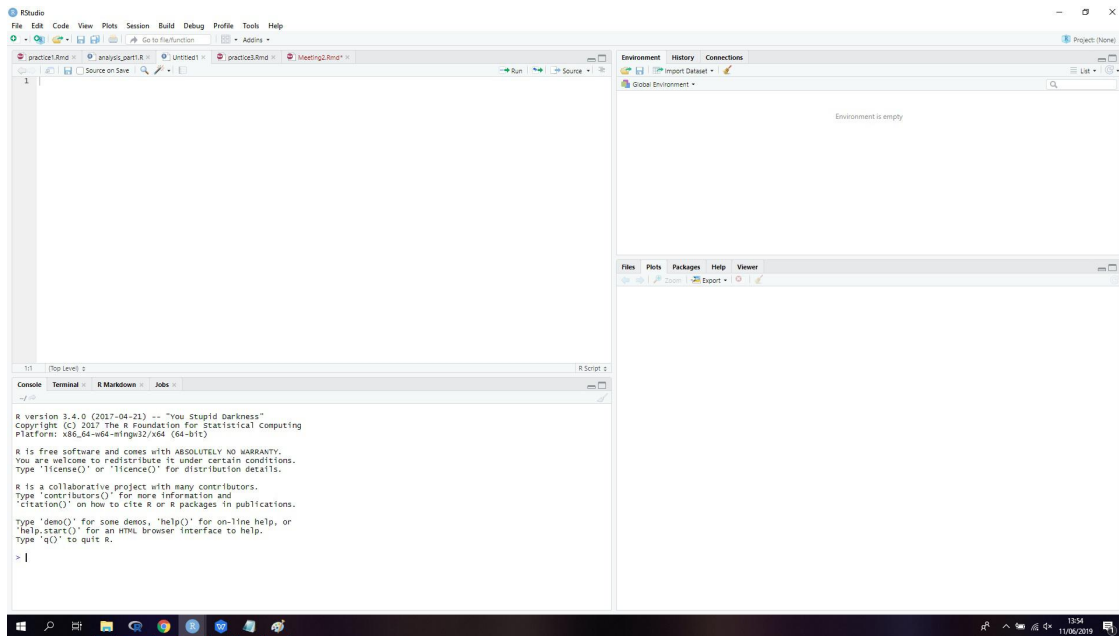 RStudio
File Edit Code View Plots Session Build Debug Profile Tools Help
Go to file/function Addins Project: (None)
practice1.Rmd analysis_part1.R Untitled1 practice3.Rmd Meeting2.Rmd*
Source on Save Run Source
1
1:1 (Top Level) R Script
Console Terminal R Markdown Jobs
~/
R version 3.4.0 (2017-04-21) -- "You Stupid Darkness"
Copyright (C) 2017 The R Foundation for Statistical Computing
Platform: x86_64-w64-mingw32/x64 (64-bit)
R is free software and comes with ABSOLUTELY NO WARRANTY.
You are welcome to redistribute it under certain conditions.
Type 'license()' or 'licence()' for distribution details.
R is a collaborative project with many contributors.
Type 'contributors()' for more information and
'citation()' on how to cite R or R packages in publications.
Type 'demo()' for some demos, 'help()' for on-line help, or
'help.start()' for an HTML browser interface to help.
Type 'q()' to quit R.
>
Environment History Connections
Import Dataset List
Global Environment
Environment is empty
Files Plots Packages Help Viewer
Zoom Export
13:54
11/06/2019